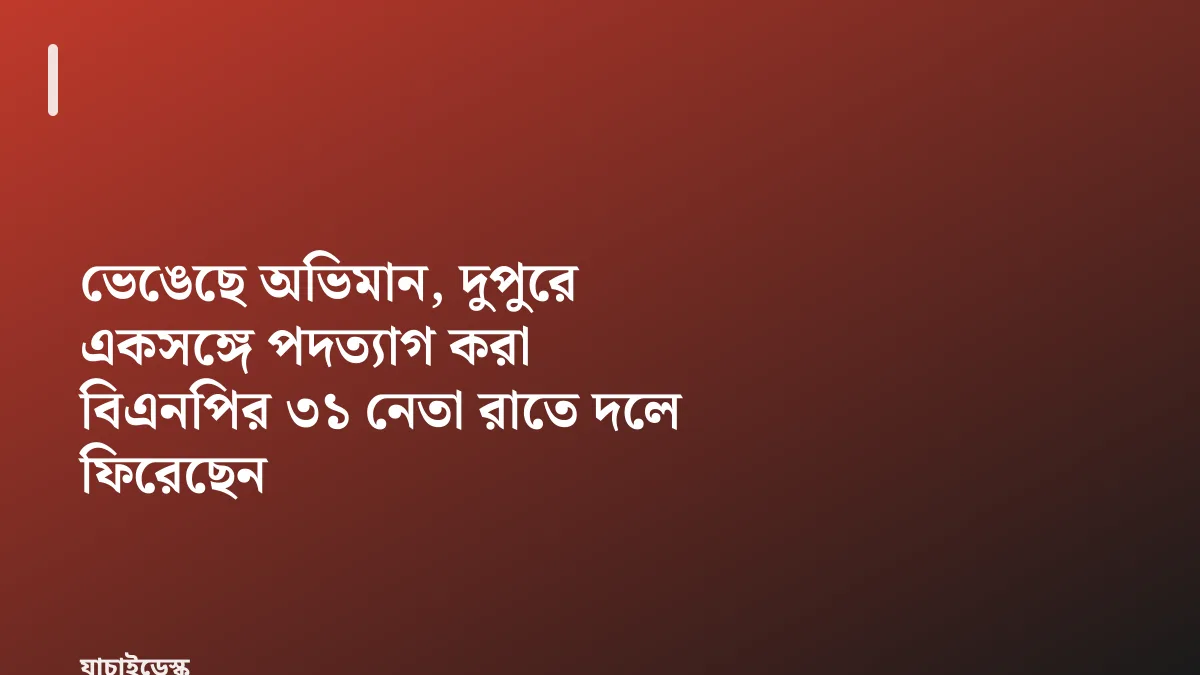 ভেঙেছে অভিমান, দুপুরে
একসঙ্গে পদত্যাগ করা
বিএনপির ৩১ নেতা রাতে দলে
ফিরেছেন
যাচাইডেস্ক